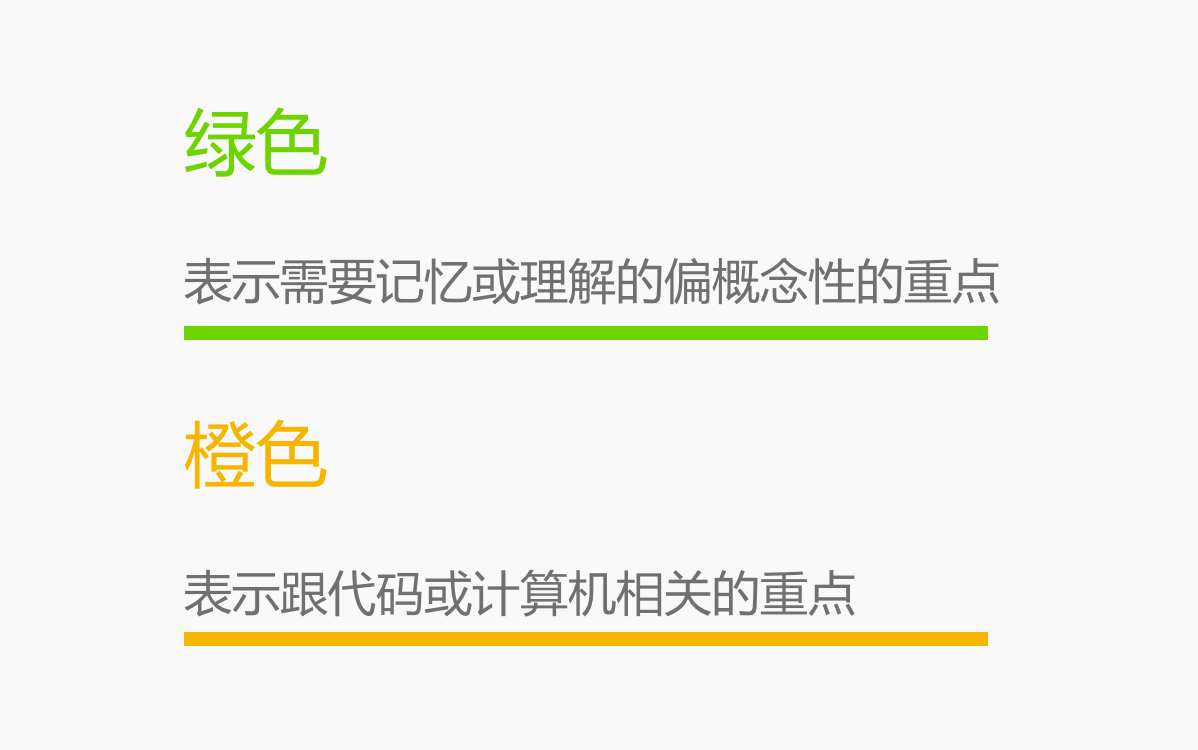 绿色
表示需要记忆或理解的偏概念性的重点
橙色
表示跟代码或计算机相关的重点